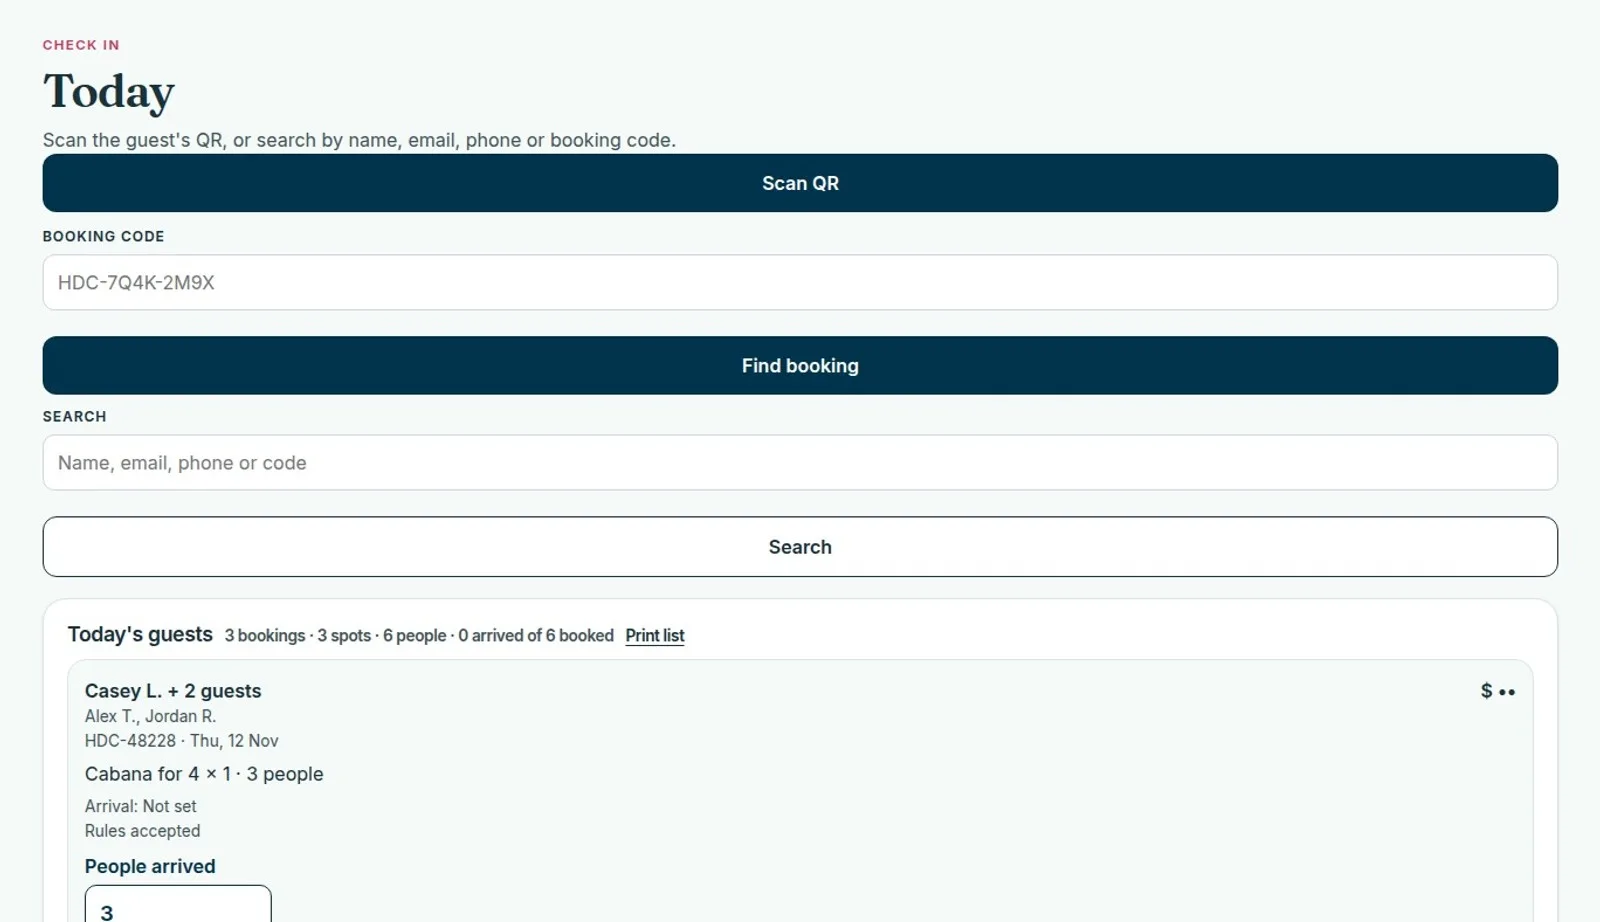 CHECK IN
Today
Scan the guest's QR, or search by name, email, phone or booking code.
Scan QR
BOOKING CODE
HDC-7Q4K-2M9X
Find booking
SEARCH
Name, email, phone or code
Search
Today's guests 3 bookings · 3 spots · 6 people · 0 arrived of 6 booked Print list
Casey L. + 2 guests $ ••
Alex T., Jordan R.
HDC-48228 · Thu, 12 Nov
Cabana for 4 × 1 · 3 people
Arrival: Not set
Rules accepted
People arrived
3